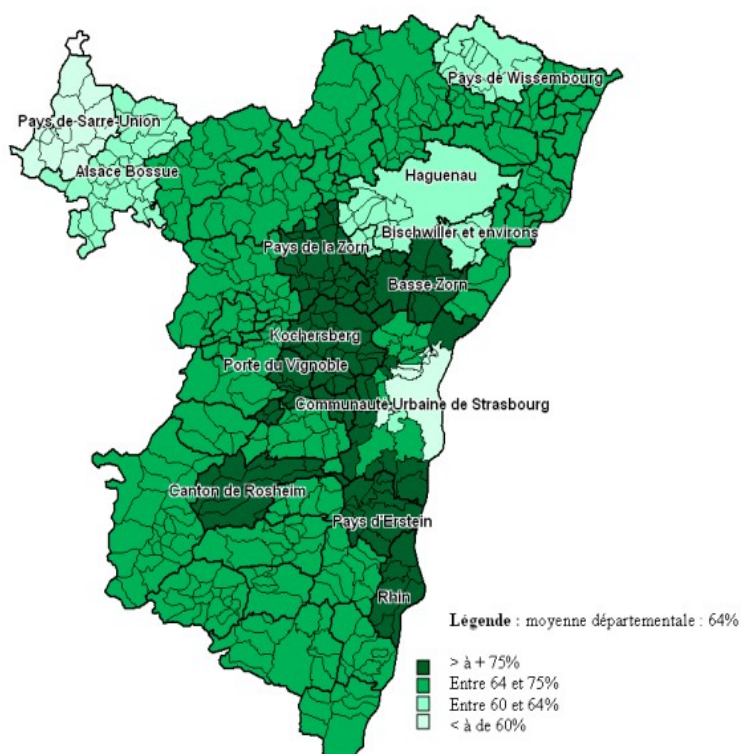 Pays de Wissembourg
Pays de Sarre-Union
Alsace Bossue
Haguenau
Bischwiller et environs
Pays de la Zorn
Basse Zorn
Kochersberg
Porte du Vignoble
Communauté Urbaine de Strasbourg
Canton de Rosheim
Pays d'Erstein
Rhin
Légende : moyenne départementale : 64%
> à + 75%
Entre 64 et 75%
Entre 60 et 64%
< à de 60%